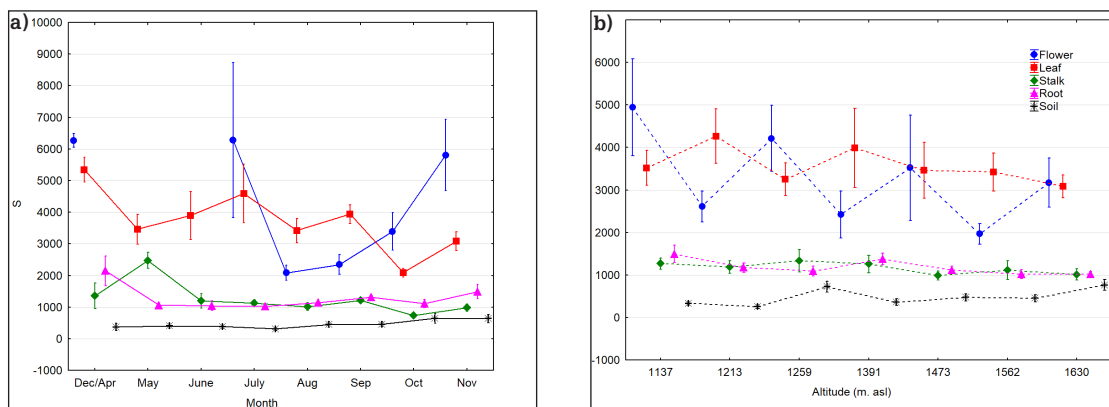 a)
10000
9000
8000
7000
6000
5000
4000
3000
2000
1000
0
-1000
S
Dec/Apr May June July Aug Sep Oct Nov
Month
b)
6000
5000
4000
3000
2000
1000
0
-1000
Flower
Leaf
Stalk
Root
Soil
1137 1213 1259 1391 1473 1562 1630
Altitude (m. asl)